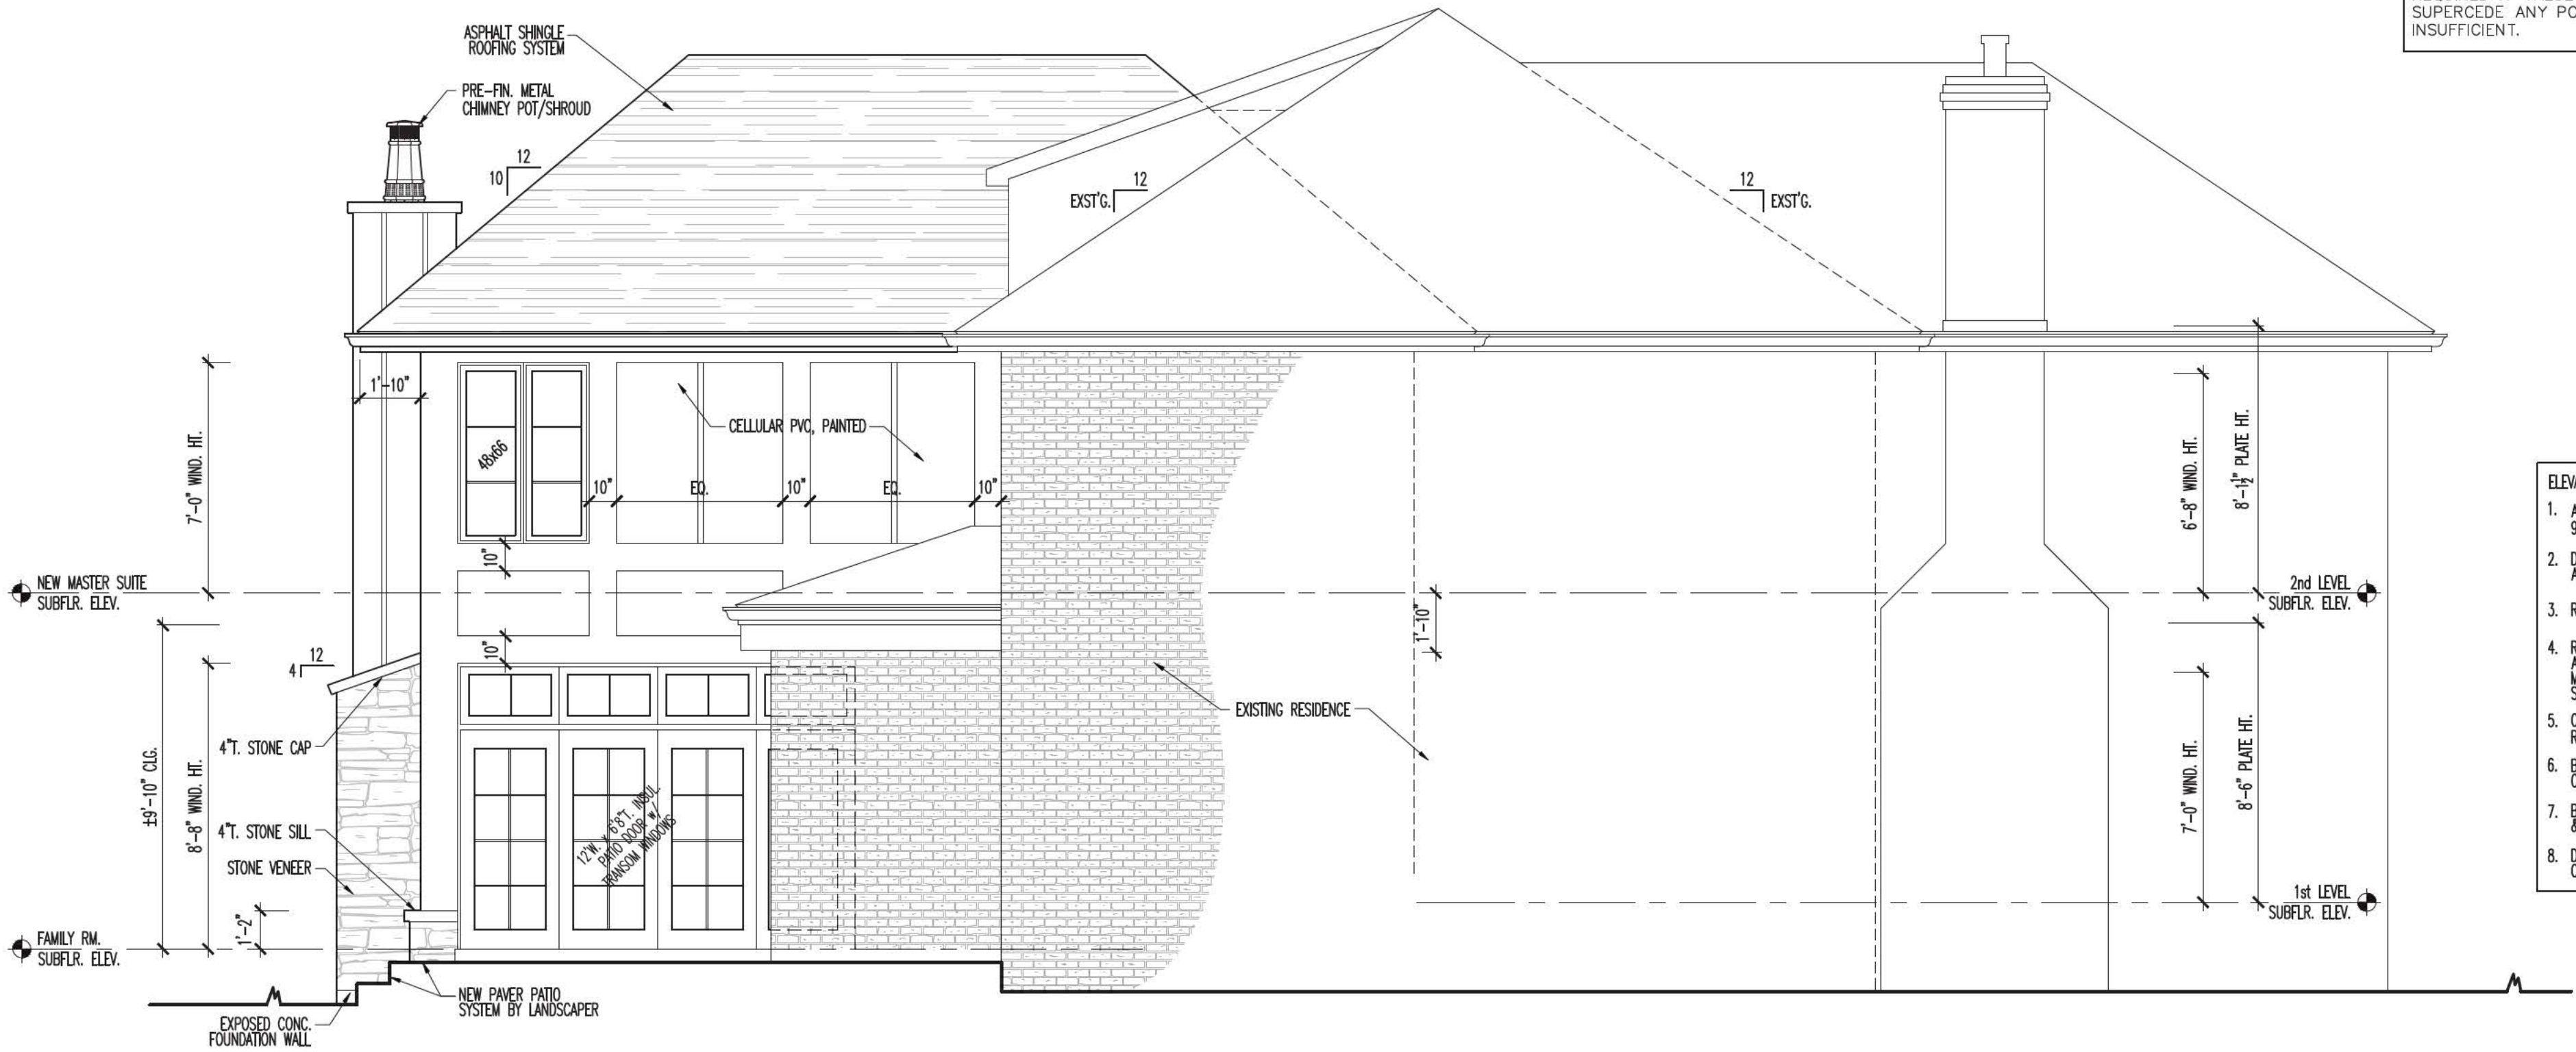 SUPERCEDE ANY PO
INSUFFICIENT.
ASPHALT SHINGLE
ROOFING SYSTEM
PRE-FIN. METAL
CHIMNEY POT/SHROUD
12
10
12
EXST'G.
12
EXST'G.
1'-10"
7'-0" WIND. HT.
48x66
CELLULAR PVC, PAINTED
10"
EQ.
10"
EQ.
10"
10"
10"
6'-8" WIND. HT.
8'-1½" PLATE HT.
NEW MASTER SUITE
SUBFLR. ELEV.
2nd LEVEL
SUBFLR. ELEV.
1'-10"
12
4
4"T. STONE CAP
EXISTING RESIDENCE
±9'-10" CLG.
8'-8" WIND. HT.
7'-0" WIND. HT.
8'-6" PLATE HT.
12'W. x 6'8"T. INSUL.
PATIO DOOR W/
TRANSOM WINDOWS
4"T. STONE SILL
STONE VENEER
1'-2"
FAMILY RM.
SUBFLR. ELEV.
1st LEVEL
SUBFLR. ELEV.
NEW PAVER PATIO
SYSTEM BY LANDSCAPER
EXPOSED CONC.
FOUNDATION WALL
ELEV
1.
2.
3.
4.
5.
6.
7.
8.